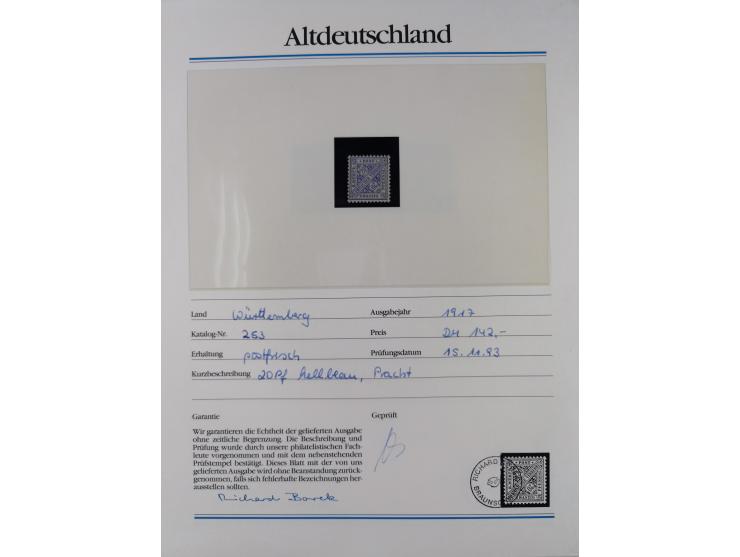 Altdeutschland
Land Württemberg Ausgabejahr 1917
Katalog-Nr. 253 Preis DM 142,-
Erhaltung postfrisch Prüfungsdatum 15.11.93
Kurzbeschreibung 20Pf hellblau, Pracht
Garantie Geprüft
Wir garantieren die Echtheit der gelieferten Ausgabe
ohne zeitliche Begrenzung. Die Beschreibung und
Prüfung wurde durch unsere philatelistischen Fach-
leute vorgenommen und mit dem nebenstehenden
Prüfstempel bestätigt. Dieses Blatt mit der von uns
gelieferten Ausgabe wird ohne Beanstandung zurück-
genommen, falls sich fehlerhafte Bezeichnungen her-
ausstellen sollten.
Richard Borek
RICHARD
BRAUNSC